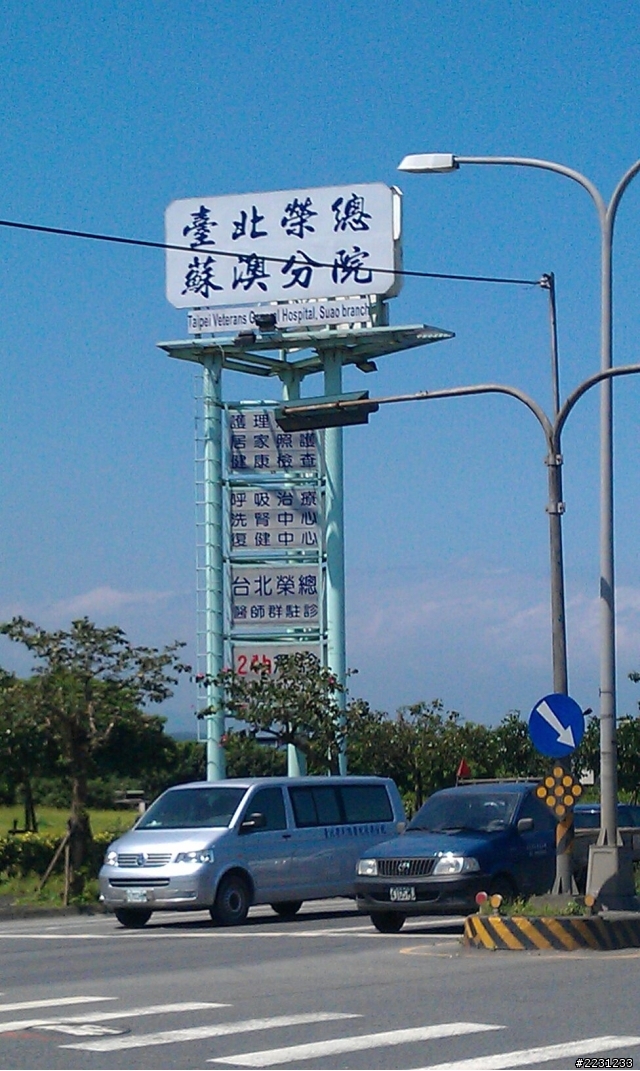 臺北榮總
蘇澳分院
Taipei Veterans G l Hospital, Suao branch
護理
居家照護
健康檢查
呼吸治療
洗腎中心
復健中心
台北榮總
醫師群駐診
24h
#2231233